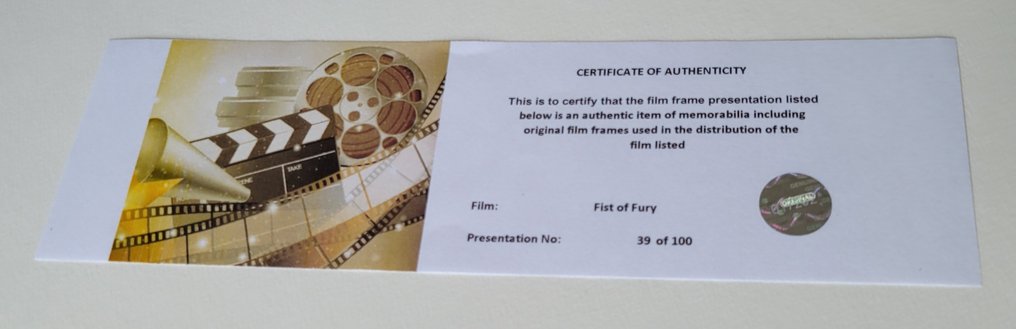 CERTIFICATE OF AUTHENTICITY
This is to certify that the film frame presentation listed
below is an authentic item of memorabilia including
original film frames used in the distribution of the
film listed
Film: Fist of Fury
Presentation No: 39 of 100
TAKE
ORIGINAL